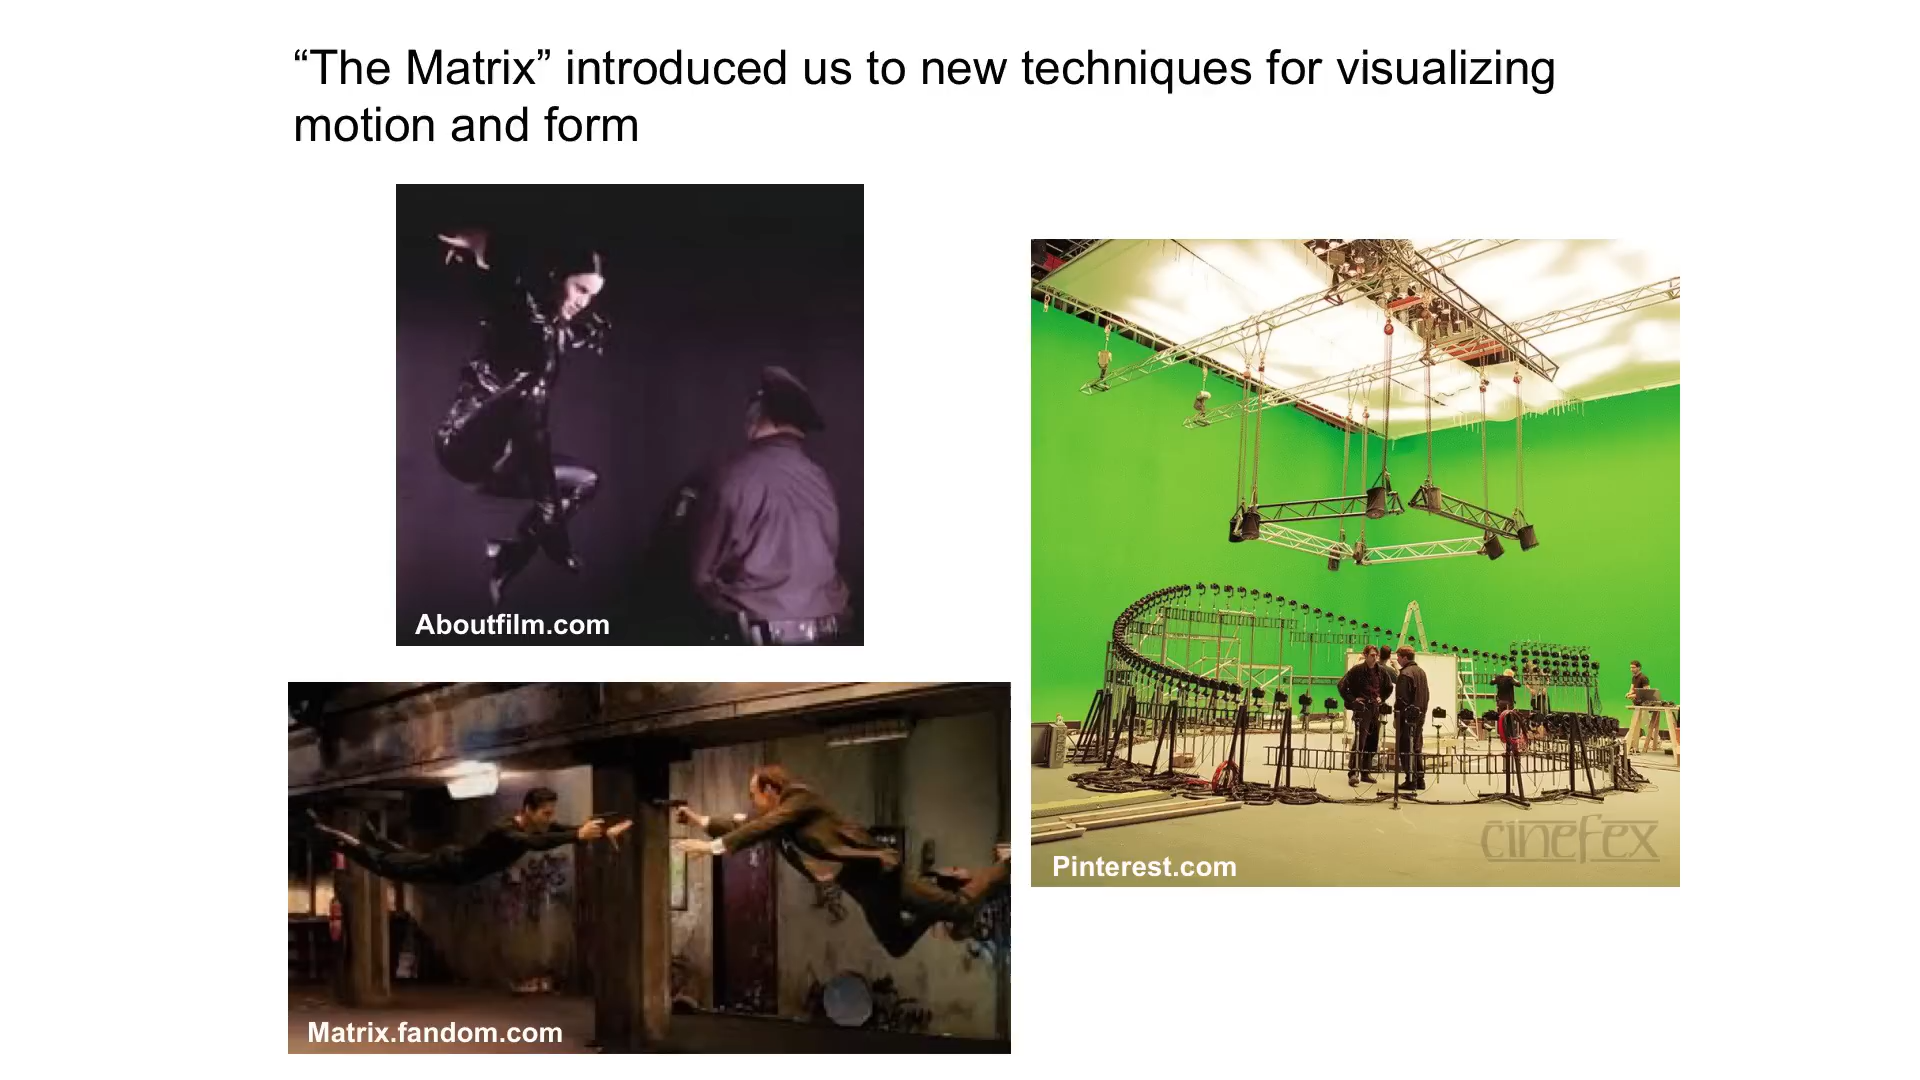 “The Matrix” introduced us to new techniques for visualizing
motion and form
Aboutfilm.com
cinefex
Pinterest.com
Matrix.fandom.com